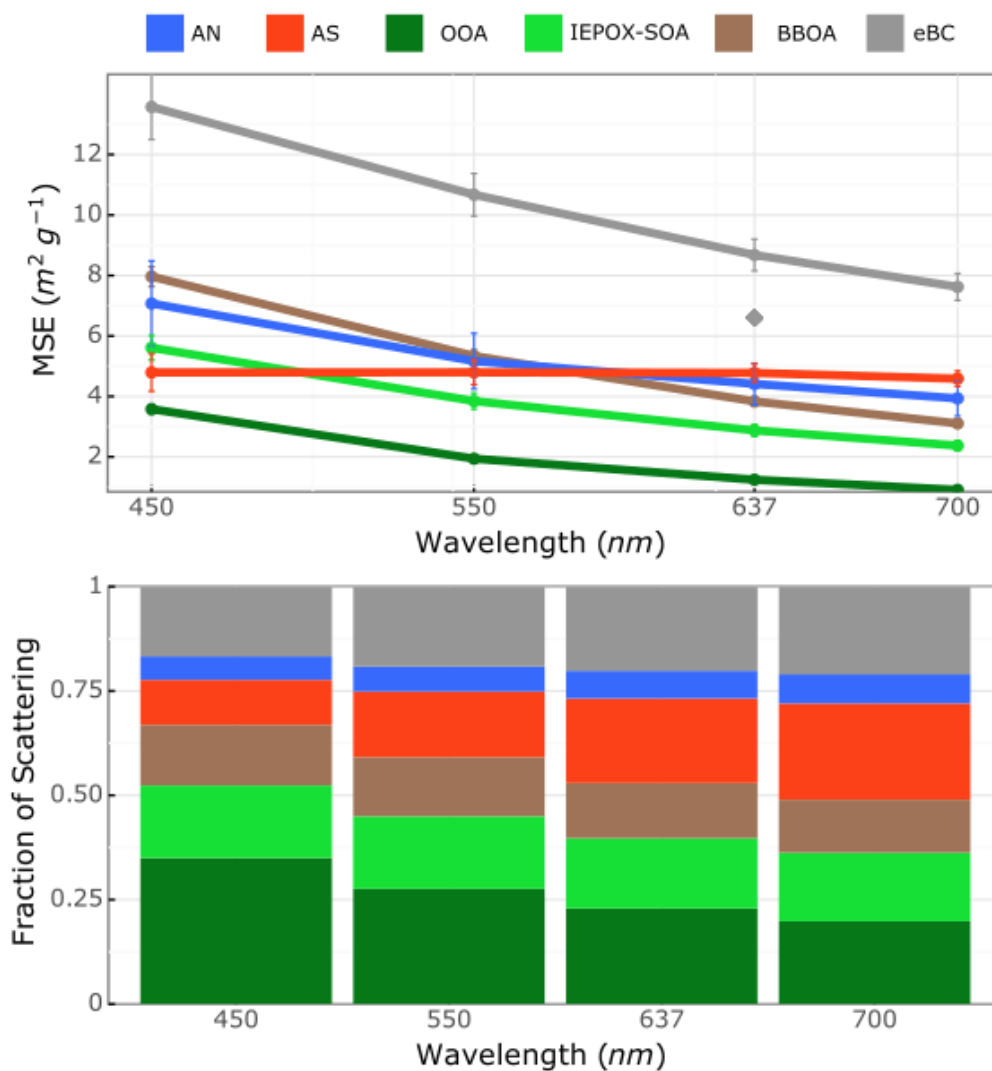 AN AS OOA IEPOX-SOA BBOA eBC
MSE (m² g⁻¹)
12
10
8
6
4
2
450 550 637 700
Wavelength (nm)
Fraction of Scattering
1
0.75
0.50
0.25
0
450 550 637 700
Wavelength (nm)